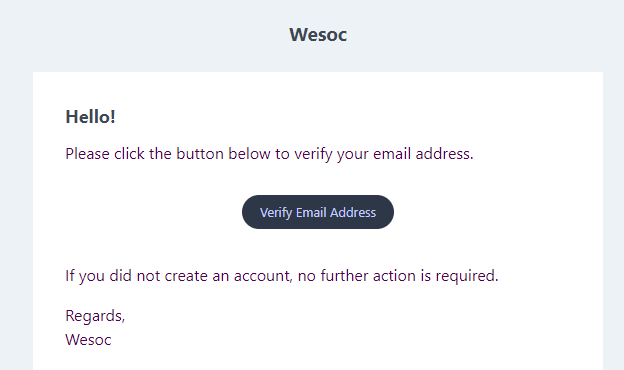 Wesoc
Hello!
Please click the button below to verify your email address.
Verify Email Address
If you did not create an account, no further action is required.
Regards,
Wesoc